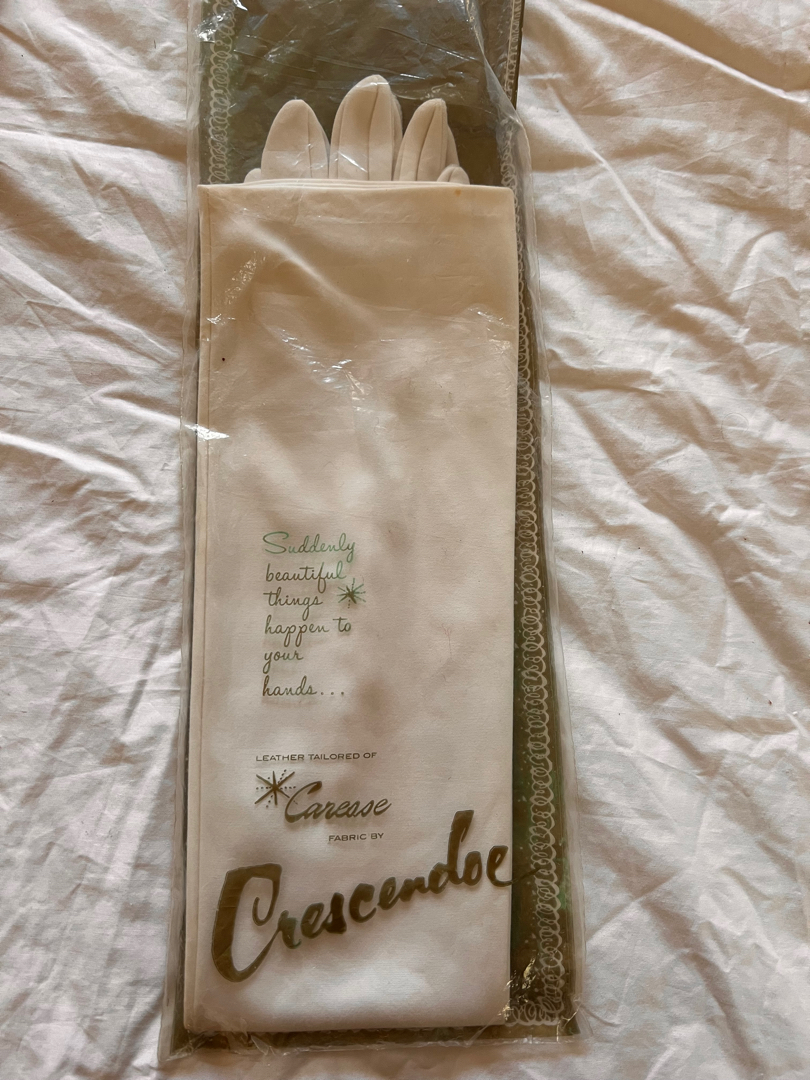 Suddenly
beautiful
things
happen to
your
hands...
LEATHER TAILORED OF
Caresse
FABRIC BY
Crescendoe